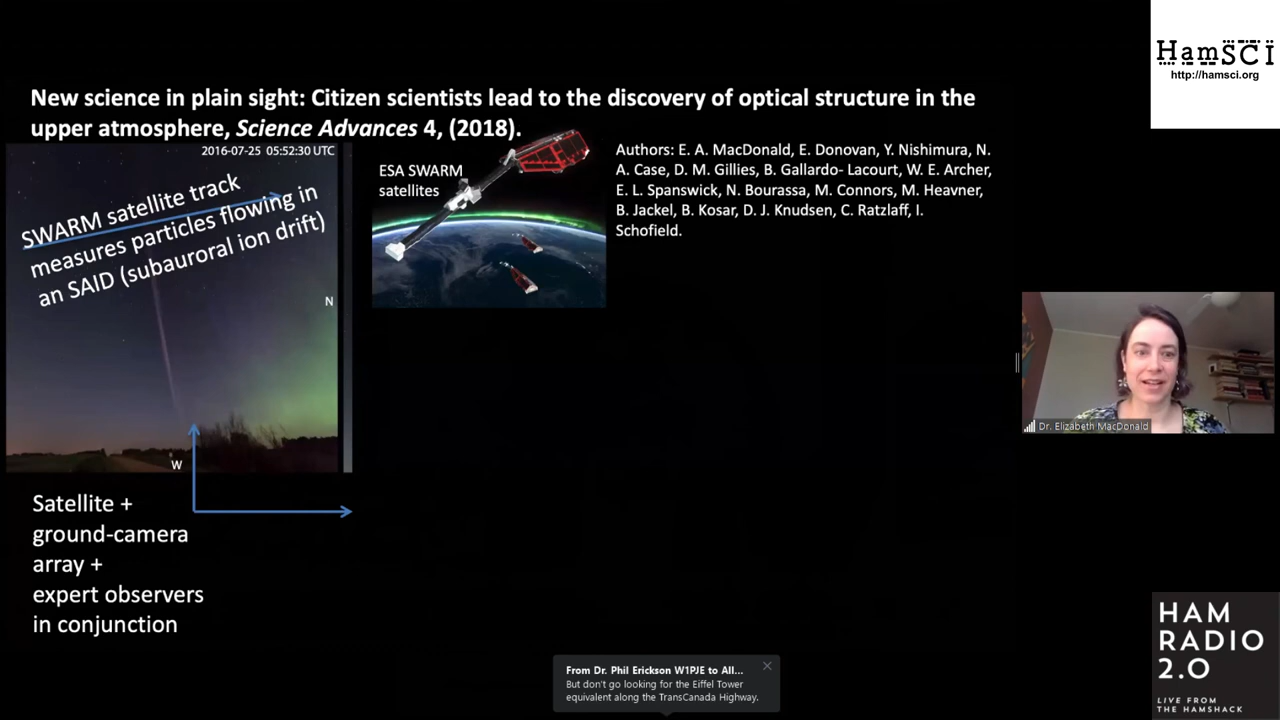 HamSCI
http://hamsci.org
New science in plain sight: Citizen scientists lead to the discovery of optical structure in the
upper atmosphere, Science Advances 4, (2018).
2016-07-25 05:52:30 UTC
SWARM satellite track
measures particles flowing in
an SAID (subauroral ion drift)
N
W
ESA SWARM
satellites
Authors: E. A. MacDonald, E. Donovan, Y. Nishimura, N.
A. Case, D. M. Gillies, B. Gallardo- Lacourt, W. E. Archer,
E. L. Spanswick, N. Bourassa, M. Connors, M. Heavner,
B. Jackel, B. Kosar, D. J. Knudsen, C. Ratzlaff, I.
Schofield.
Dr. Elizabeth MacDonald
Satellite +
ground-camera
array +
expert observers
in conjunction
From Dr. Phil Erickson W1PJE to All...
But don't go looking for the Eiffel Tower
equivalent along the TransCanada Highway.
HAM
RADIO
2.0
LIVE FROM
THE HAMSHACK